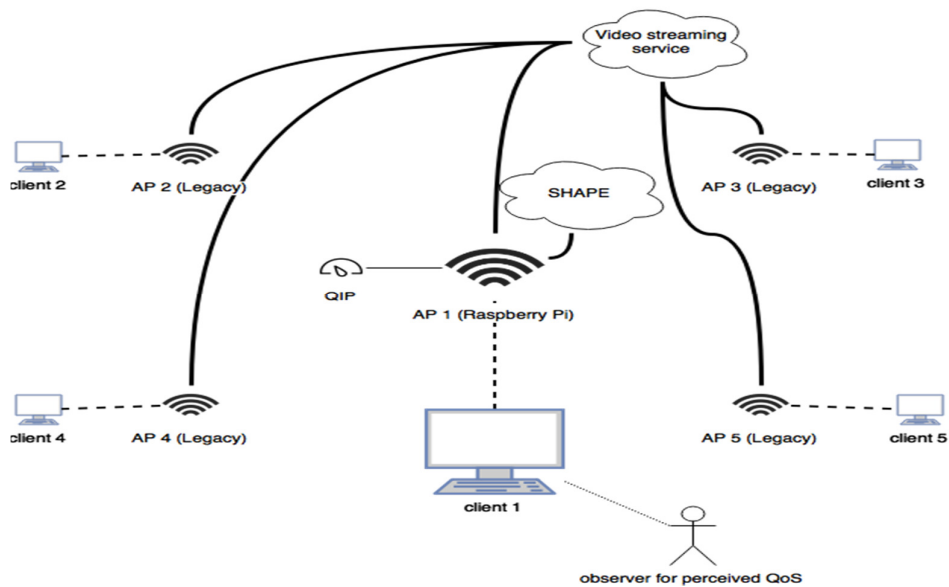 Video streaming
service
client 2
AP 2 (Legacy)
AP 3 (Legacy)
client 3
SHAPE
QIP
AP 1 (Raspberry Pi)
client 4
AP 4 (Legacy)
AP 5 (Legacy)
client 5
client 1
observer for perceived QoS